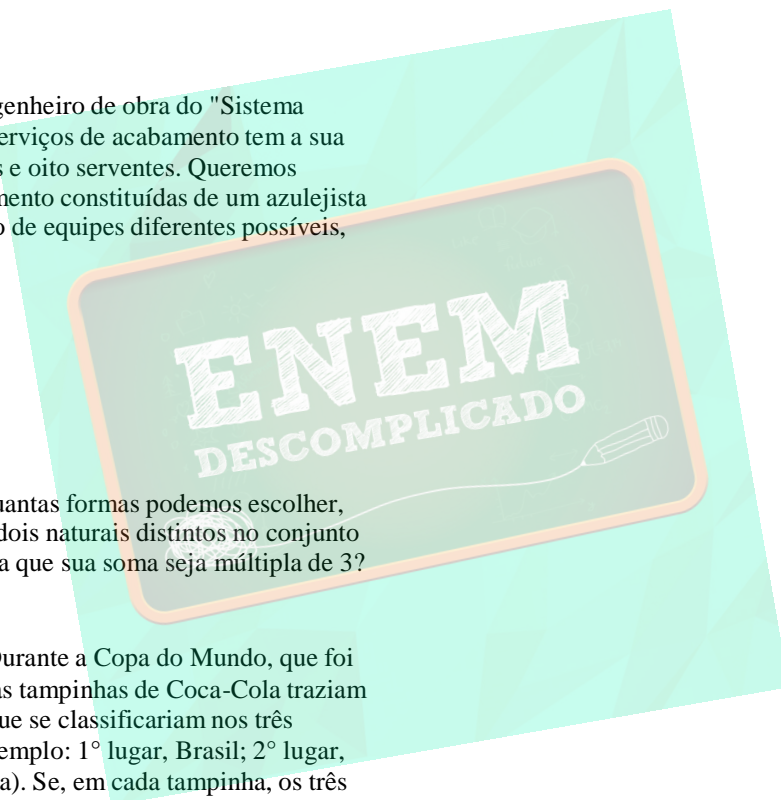 genheiro de obra do "Sistema
erviços de acabamento tem a sua
s e oito serventes. Queremos
mento constituídas de um azulejista
o de equipes diferentes possíveis,
ENEM
DESCOMPLICADO
uantas formas podemos escolher,
dois naturais distintos no conjunto
a que sua soma seja múltipla de 3?
Durante a Copa do Mundo, que foi
as tampinhas de Coca-Cola traziam
ue se classificariam nos três
emplo: 1° lugar, Brasil; 2° lugar,
a). Se, em cada tampinha, os três